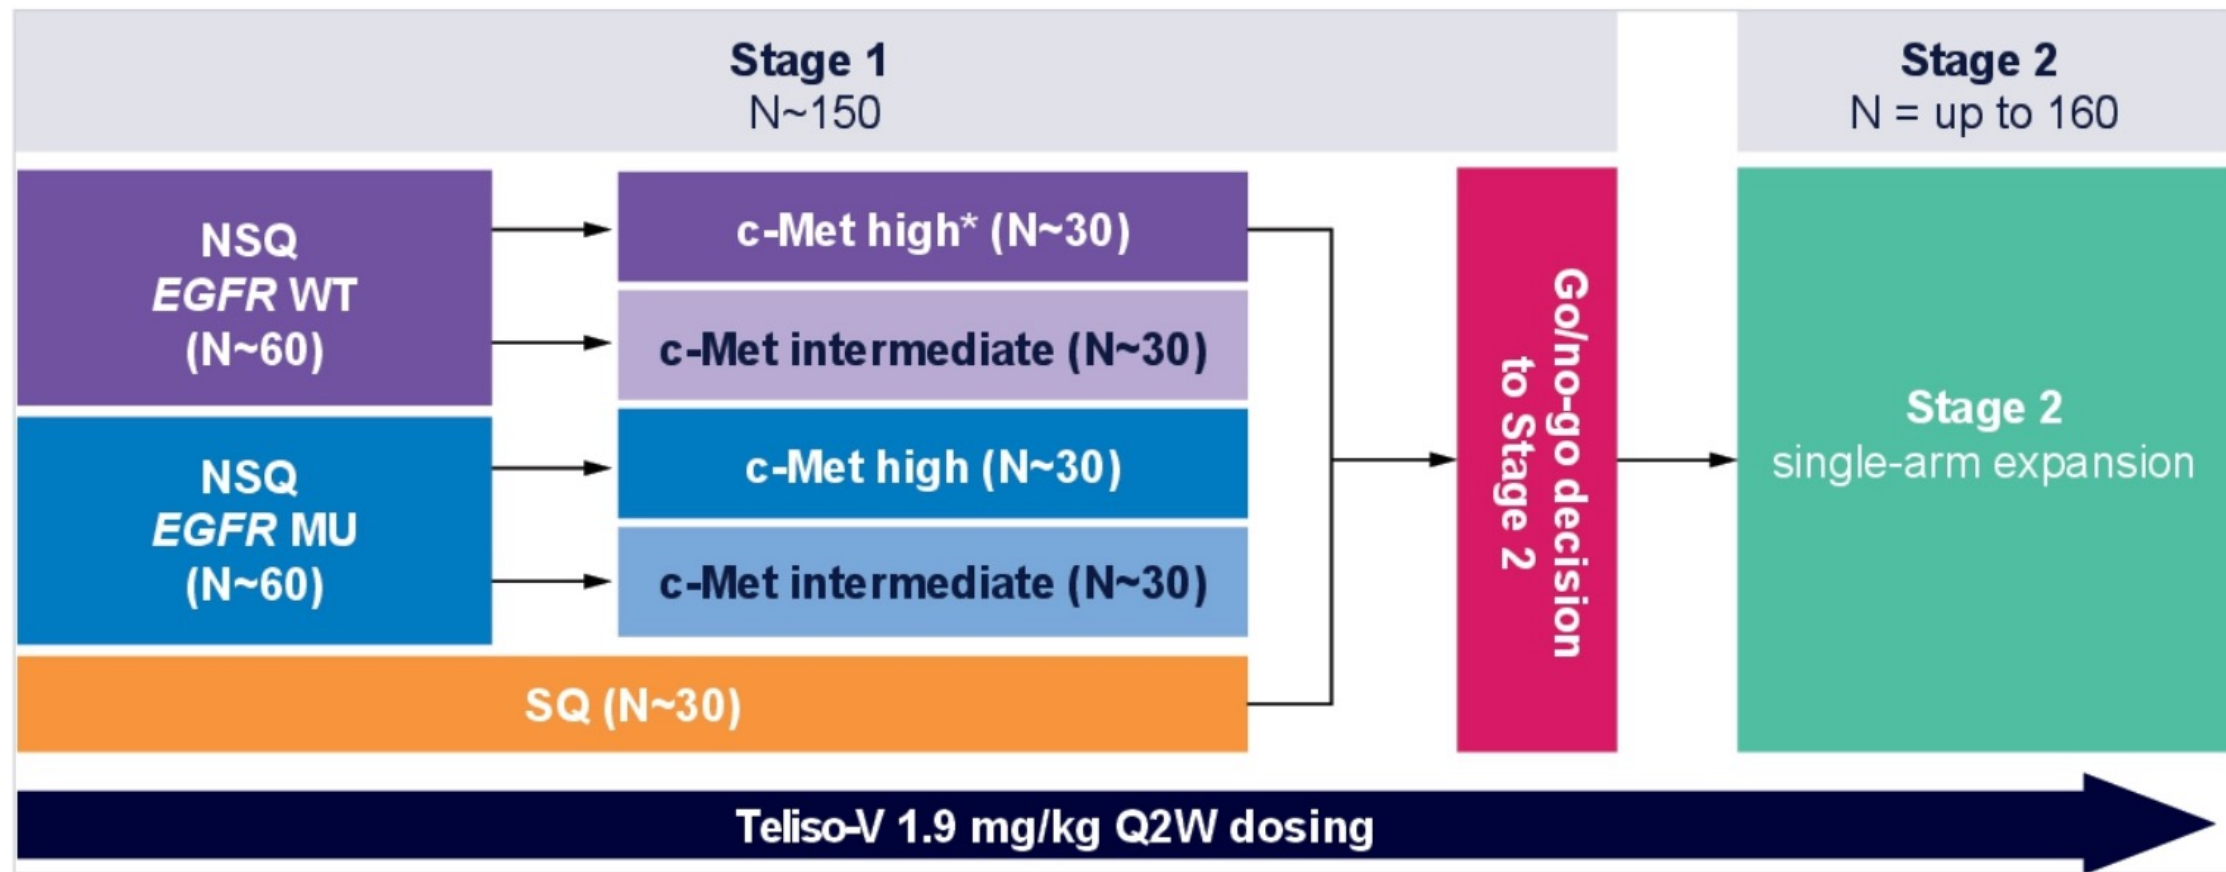 Stage 1
N~150
Stage 2
N = up to 160
NSQ
EGFR WT
(N~60)
c-Met high* (N~30)
c-Met intermediate (N~30)
NSQ
EGFR MU
(N~60)
c-Met high (N~30)
c-Met intermediate (N~30)
SQ (N~30)
Go/no-go decision
to Stage 2
Stage 2
single-arm expansion
Teliso-V 1.9 mg/kg Q2W dosing